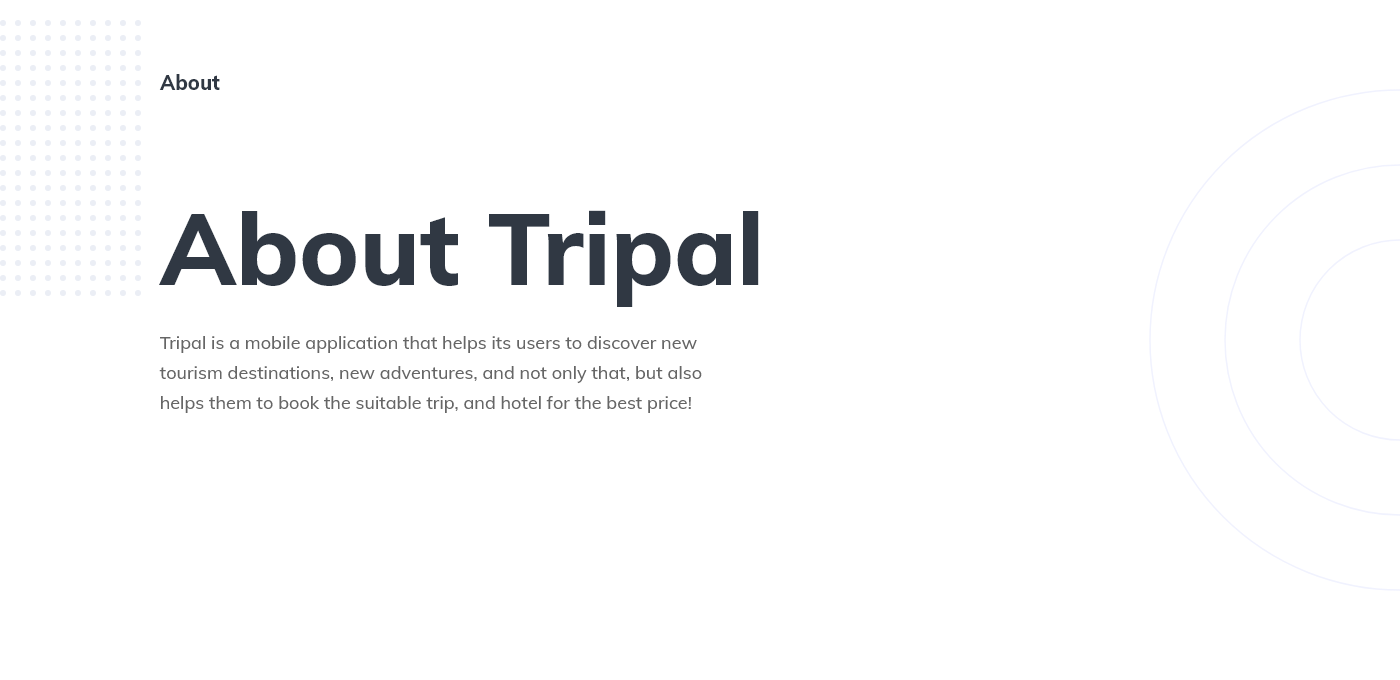 About
About Tripal
Tripal is a mobile application that helps its users to discover new
tourism destinations, new adventures, and not only that, but also
helps them to book the suitable trip, and hotel for the best price!